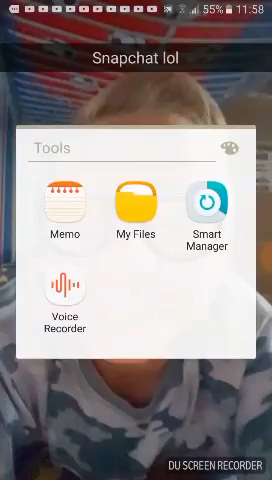 55% 11:58
Snapchat lol
Tools
Memo
My Files
Smart
Manager
Voice
Recorder
DU SCREEN RECORDER